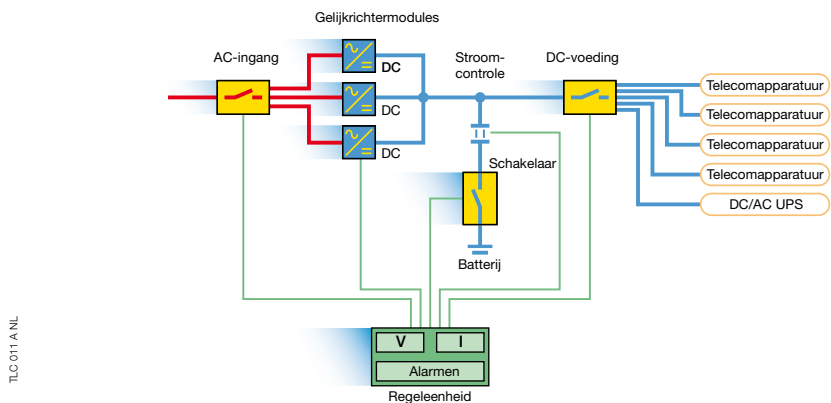 Gelijkrichtermodules
AC-ingang
DC
DC
DC
Stroom-
controle
DC-voeding
Telecomapparatuur
Telecomapparatuur
Telecomapparatuur
Telecomapparatuur
DC/AC UPS
Schakelaar
Batterij
V
I
Alarmen
Regeleenheid
TLC 011 A NL